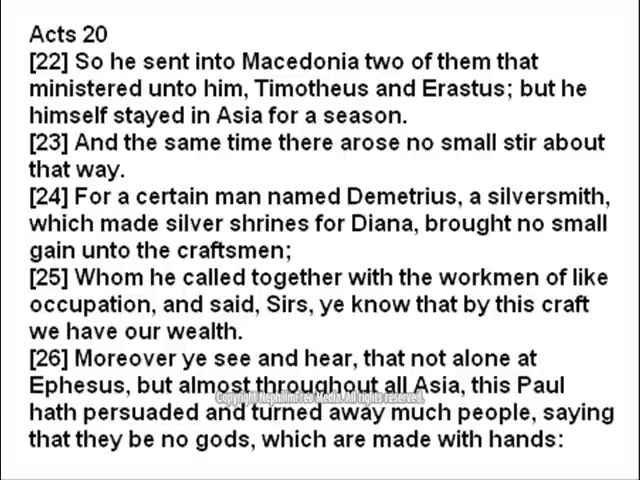 Acts 20
[22] So he sent into Macedonia two of them that
ministered unto him, Timotheus and Erastus; but he
himself stayed in Asia for a season.
[23] And the same time there arose no small stir about
that way.
[24] For a certain man named Demetrius, a silversmith,
which made silver shrines for Diana, brought no small
gain unto the craftsmen;
[25] Whom he called together with the workmen of like
occupation, and said, Sirs, ye know that by this craft
we have our wealth.
[26] Moreover ye see and hear, that not alone at
Ephesus, but almost throughout all Asia, this Paul
Copyright NephilimFree Media. All rights reserved.
hath persuaded and turned away much people, saying
that they be no gods, which are made with hands: